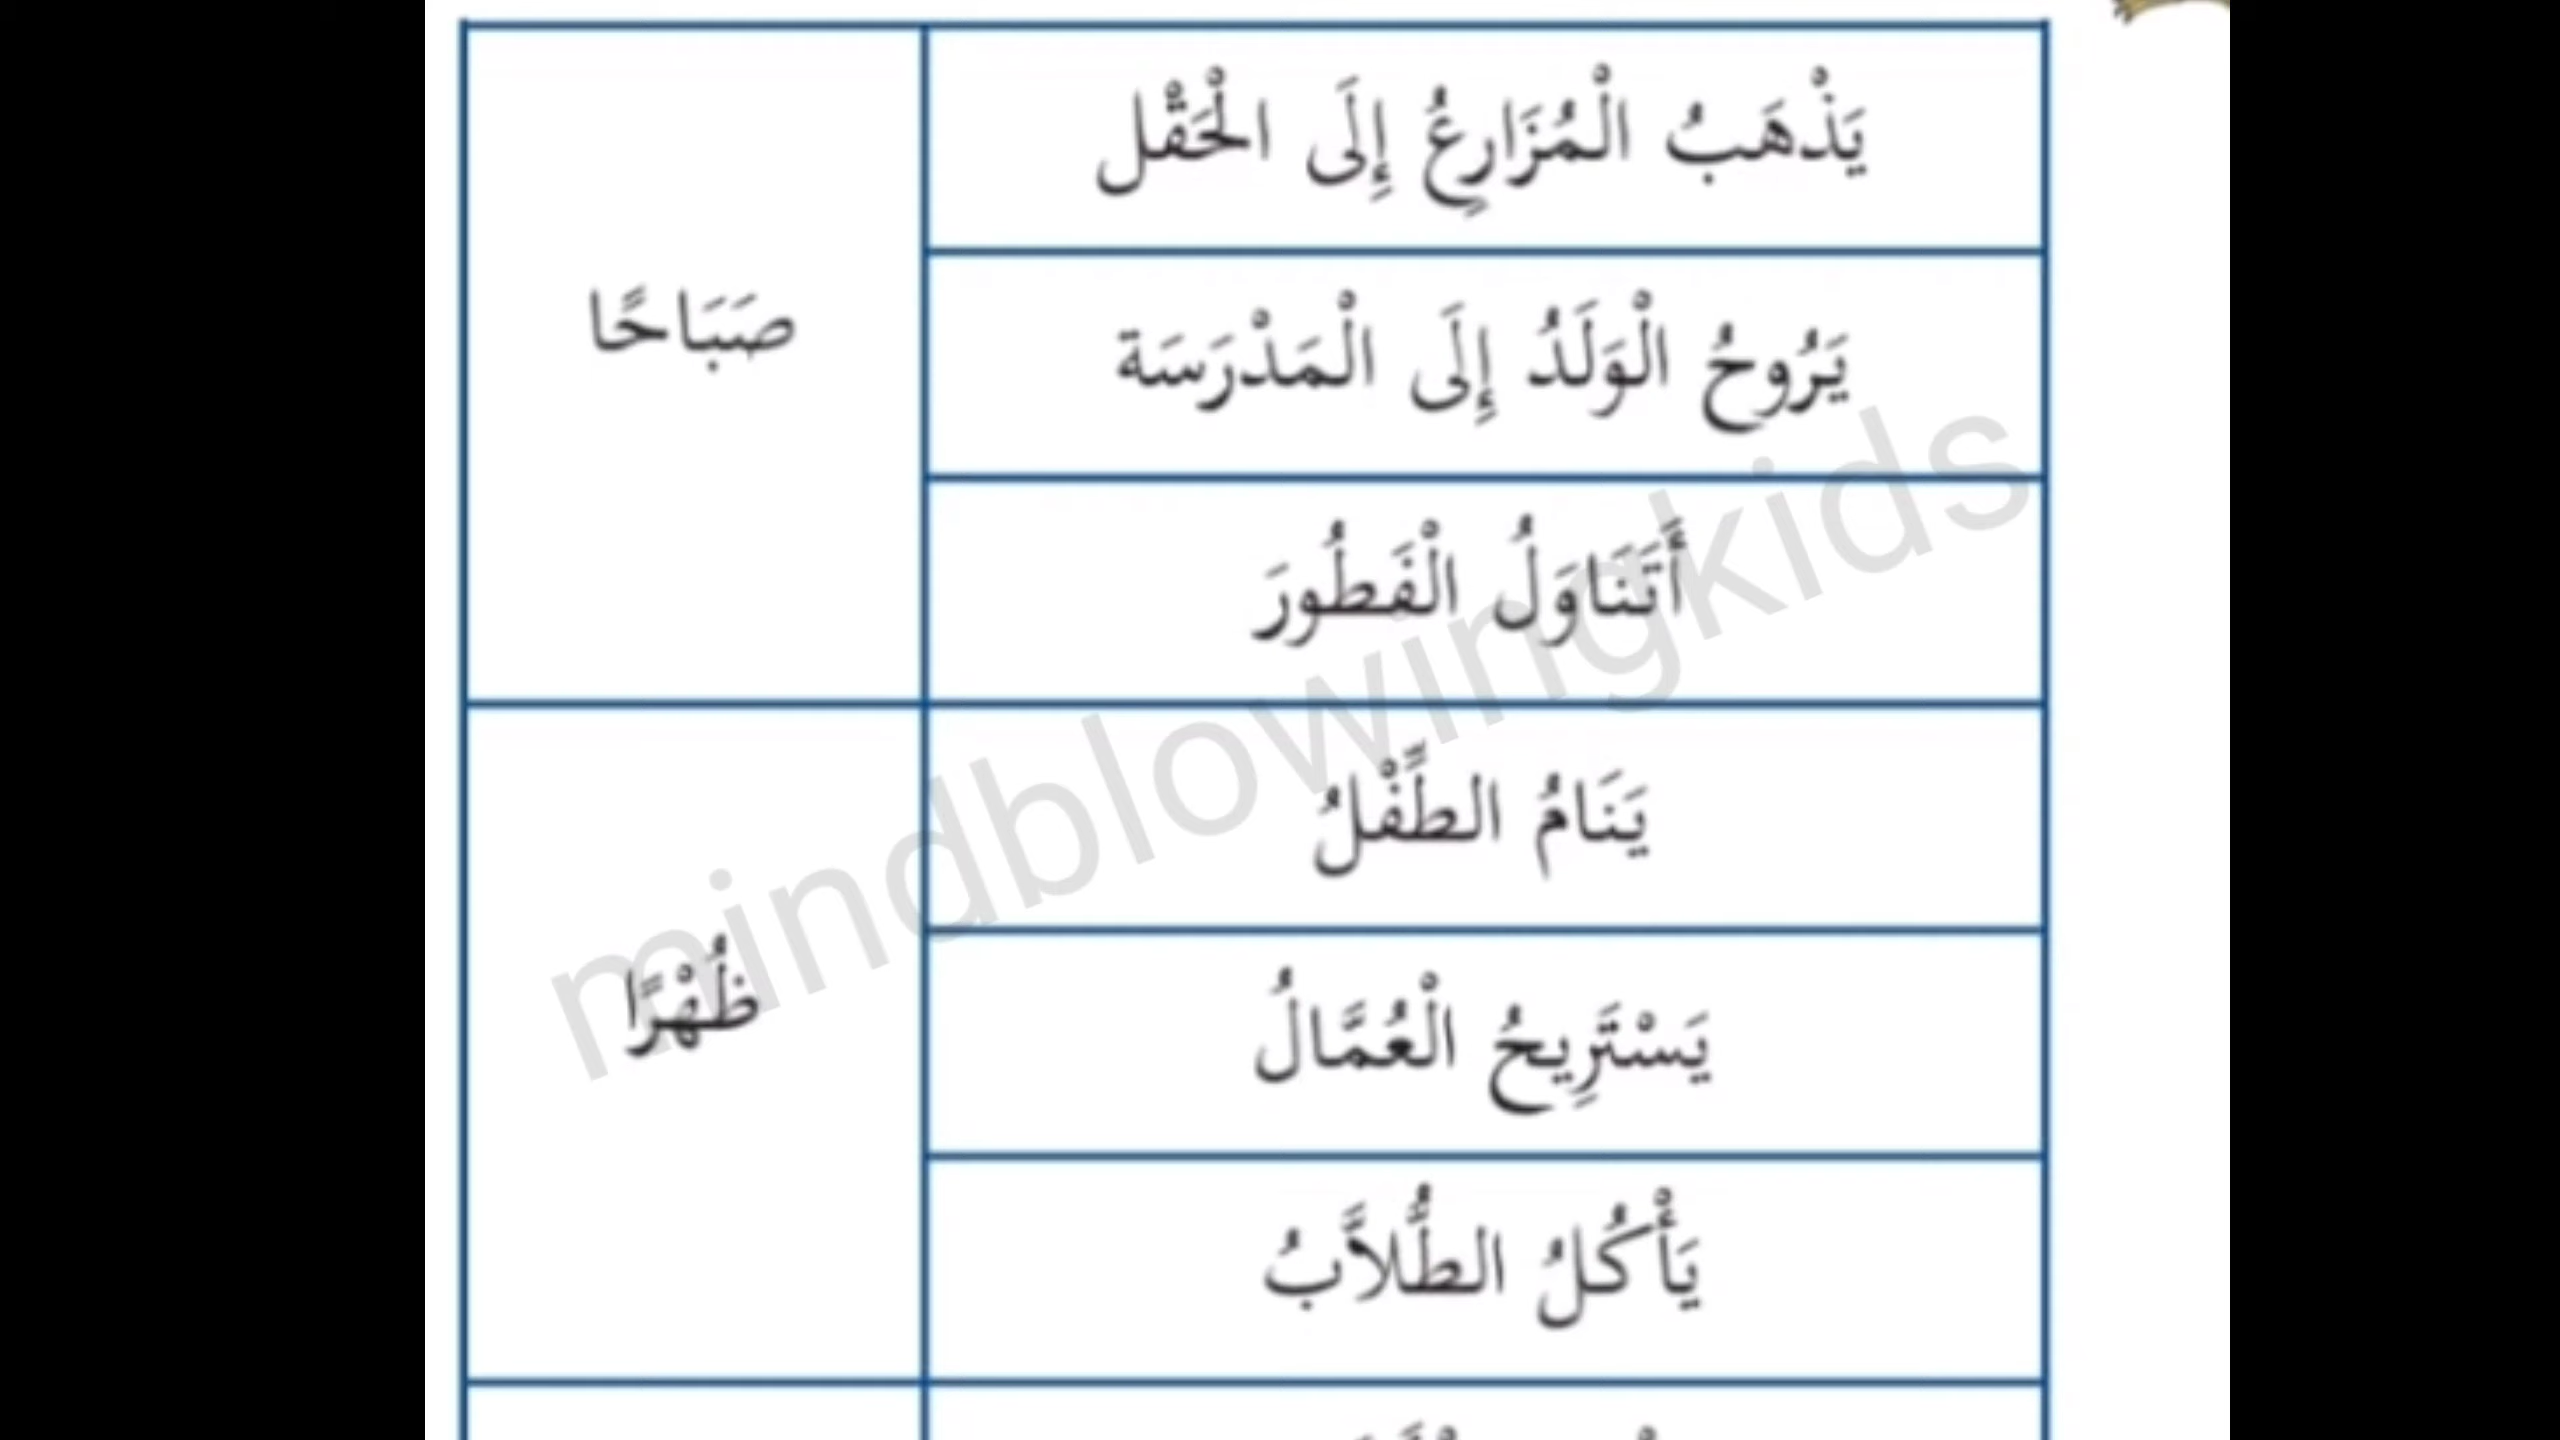 يَذْهَبُ الْمُزَارِعُ إِلَى الْحَقْل
يَرُوحُ الْوَلَدُ إِلَى الْمَدْرَسَة
صَبَاحًا
أَتَنَاوَلُ الْفَطُورَ
يَنَامُ الطِّفْلُ
يَسْتَرِيحُ الْعُمَّالُ
ظُهْرًا
يَأْكُلُ الطُّلَّابُ
mindblowingkids